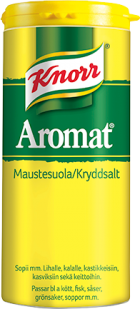 Knorr
Aromat®
Maustesuola/Kryddsalt
Sopii mm. Lihalle, kalalle, kastikkeisiin,
kasviksiin sekä keittoihin.
Passar bl a kött, fisk, såser,
grönsaker, soppor m m.